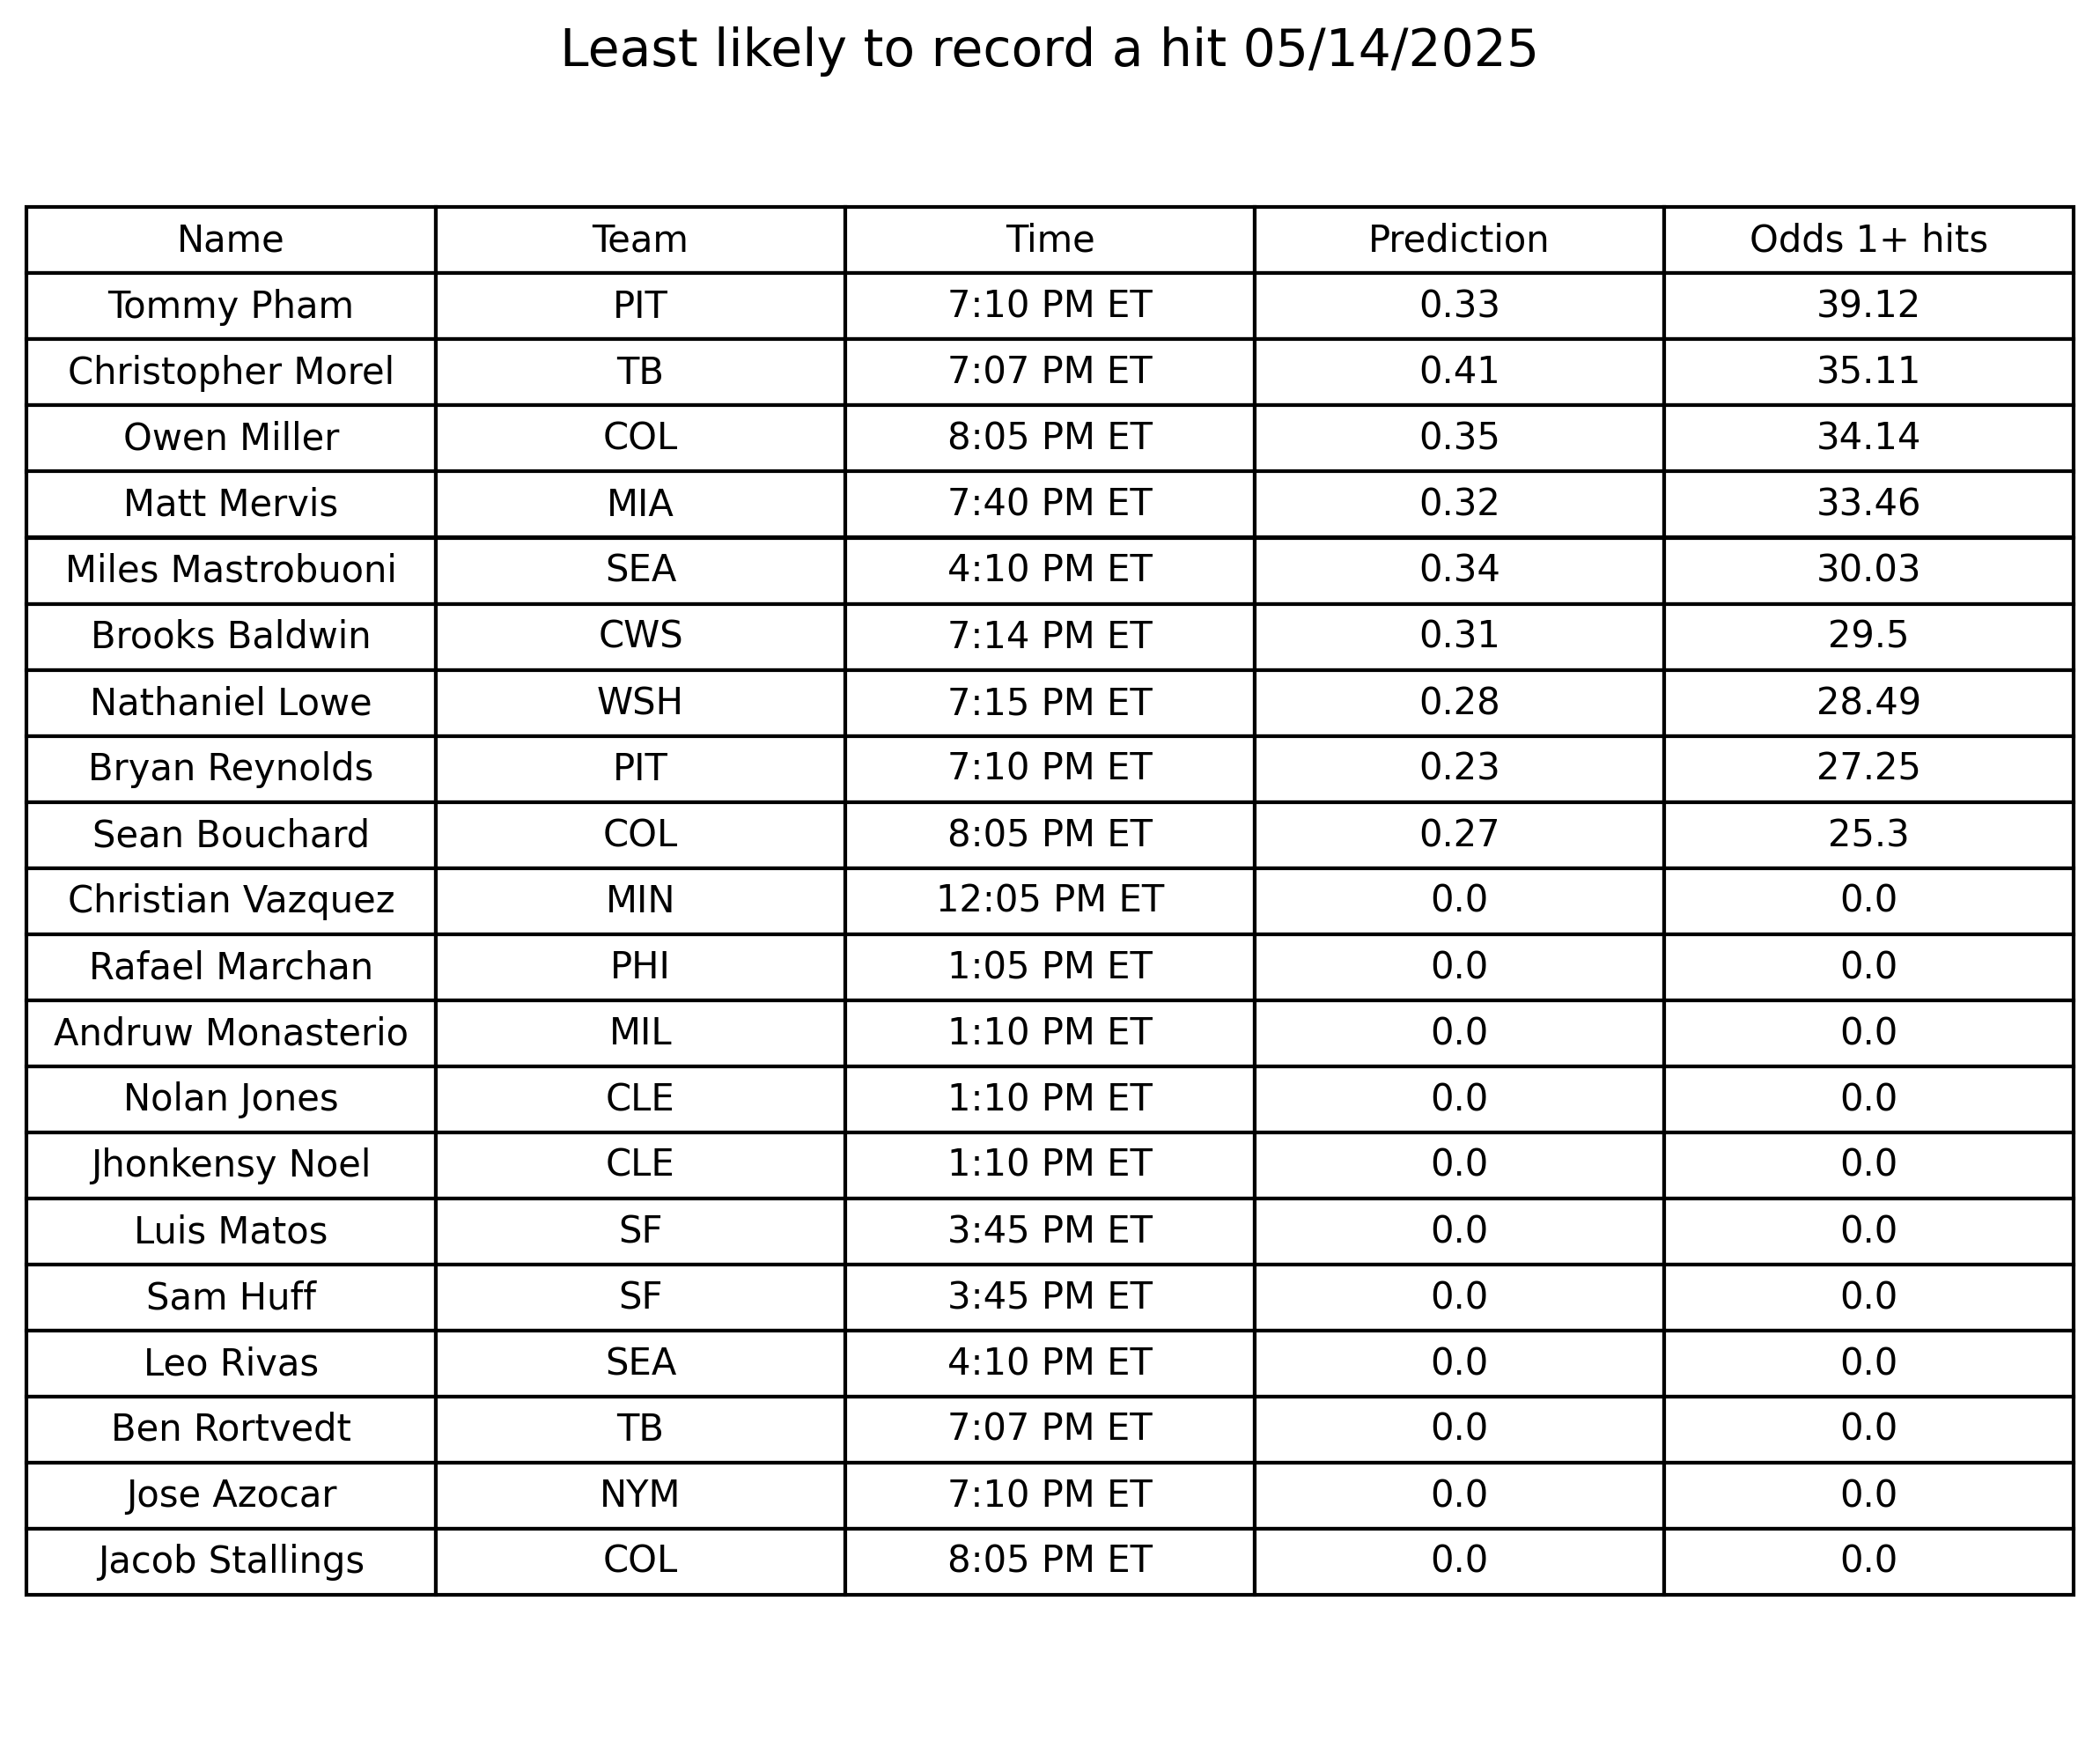 Least likely to record a hit 05/14/2025
Name Team Time Prediction Odds 1+ hits
Tommy Pham PIT 7:10 PM ET 0.33 39.12
Christopher Morel TB 7:07 PM ET 0.41 35.11
Owen Miller COL 8:05 PM ET 0.35 34.14
Matt Mervis MIA 7:40 PM ET 0.32 33.46
Miles Mastrobuoni SEA 4:10 PM ET 0.34 30.03
Brooks Baldwin CWS 7:14 PM ET 0.31 29.5
Nathaniel Lowe WSH 7:15 PM ET 0.28 28.49
Bryan Reynolds PIT 7:10 PM ET 0.23 27.25
Sean Bouchard COL 8:05 PM ET 0.27 25.3
Christian Vazquez MIN 12:05 PM ET 0.0 0.0
Rafael Marchan PHI 1:05 PM ET 0.0 0.0
Andruw Monasterio MIL 1:10 PM ET 0.0 0.0
Nolan Jones CLE 1:10 PM ET 0.0 0.0
Jhonkensy Noel CLE 1:10 PM ET 0.0 0.0
Luis Matos SF 3:45 PM ET 0.0 0.0
Sam Huff SF 3:45 PM ET 0.0 0.0
Leo Rivas SEA 4:10 PM ET 0.0 0.0
Ben Rortvedt TB 7:07 PM ET 0.0 0.0
Jose Azocar NYM 7:10 PM ET 0.0 0.0
Jacob Stallings COL 8:05 PM ET 0.0 0.0